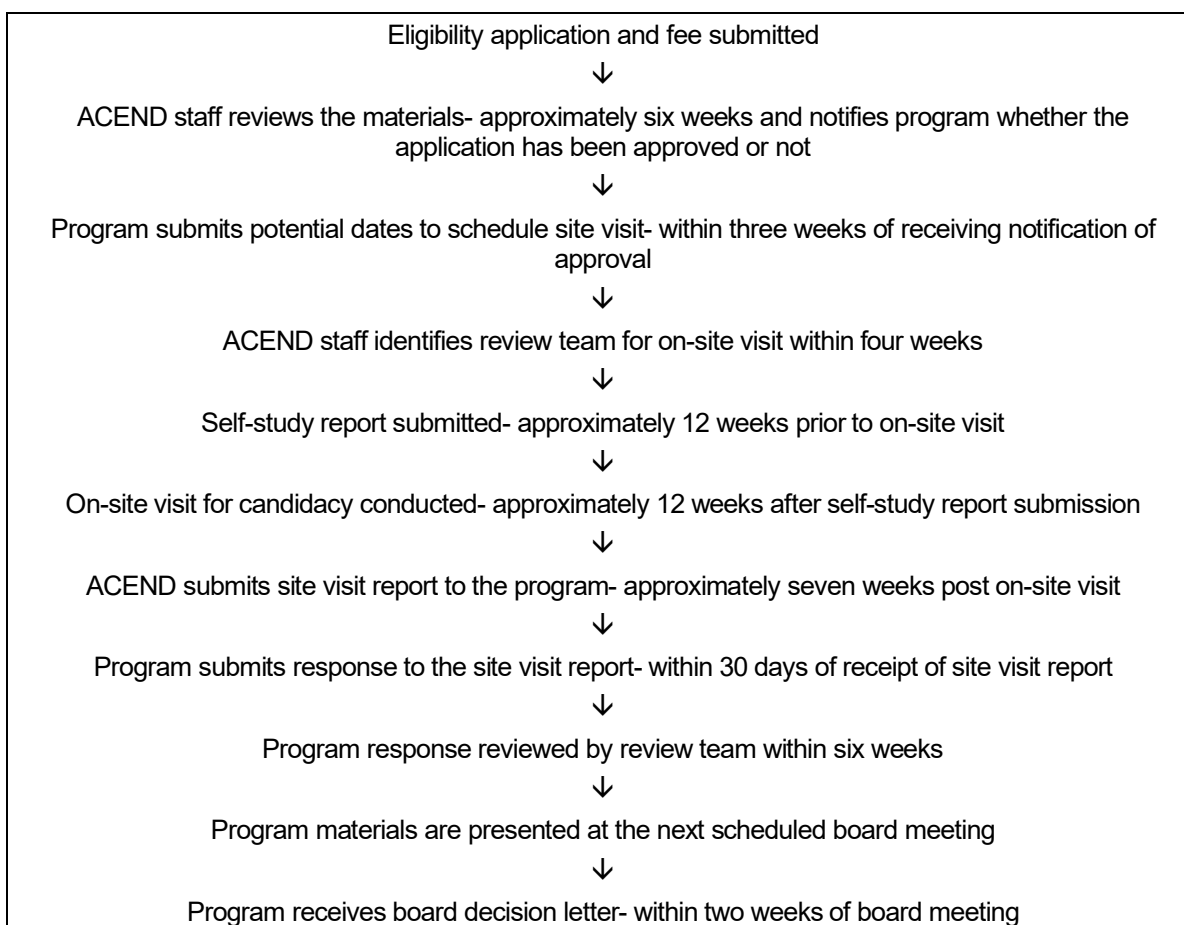 Eligibility application and fee submitted
↓
ACEND staff reviews the materials- approximately six weeks and notifies program whether the
application has been approved or not
↓
Program submits potential dates to schedule site visit- within three weeks of receiving notification of
approval
↓
ACEND staff identifies review team for on-site visit within four weeks
↓
Self-study report submitted- approximately 12 weeks prior to on-site visit
↓
On-site visit for candidacy conducted- approximately 12 weeks after self-study report submission
↓
ACEND submits site visit report to the program- approximately seven weeks post on-site visit
↓
Program submits response to the site visit report- within 30 days of receipt of site visit report
↓
Program response reviewed by review team within six weeks
↓
Program materials are presented at the next scheduled board meeting
↓
Program receives board decision letter- within two weeks of board meeting